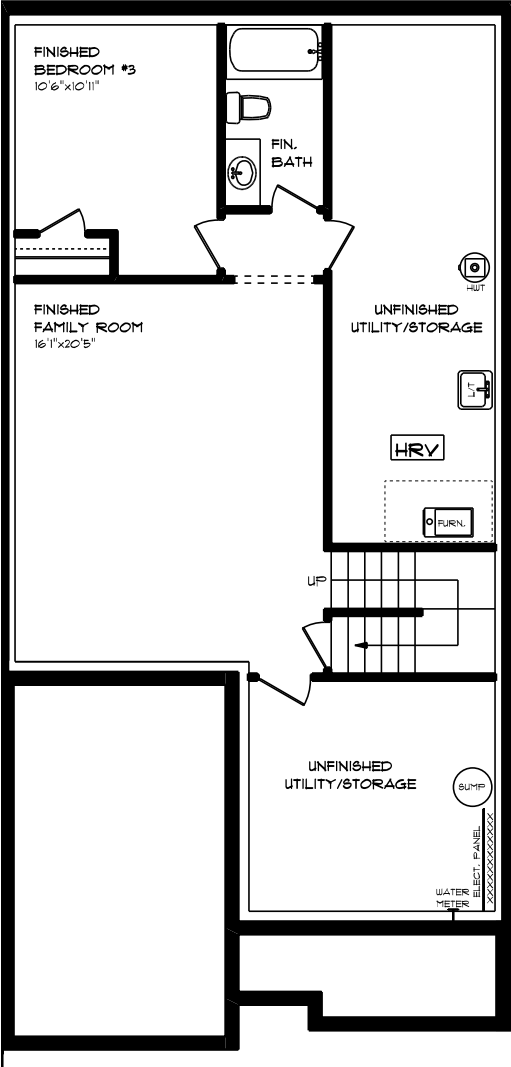 FINISHED
BEDROOM #3
10'6"x10'11"
FIN.
BATH
HWT
FINISHED
FAMILY ROOM
16'1"x20'5"
UNFINISHED
UTILITY/STORAGE
L/T
HRV
FURN.
UP
UNFINISHED
UTILITY/STORAGE
SUMP
ELECT. PANEL
WATER
METER